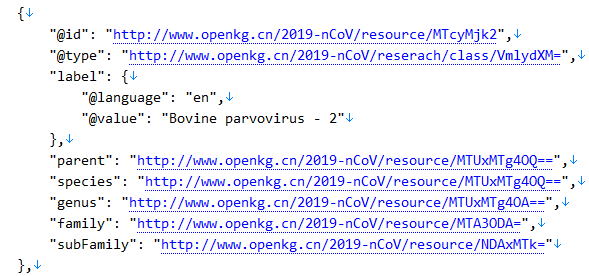 {↓
"@id": "http://www.openkg.cn/2019-nCoV/resource/MTcyMjk2",↓
"@type": "http://www.openkg.cn/2019-nCoV/reserach/class/VmlydXM=",↓
"label": {↓
"@language": "en",↓
"@value": "Bovine parvovirus - 2"↓
},↓
"parent": "http://www.openkg.cn/2019-nCoV/resource/MTUxMTg4OQ==",↓
"species": "http://www.openkg.cn/2019-nCoV/resource/MTUxMTg4OQ==",↓
"genus": "http://www.openkg.cn/2019-nCoV/resource/MTUxMTg4OA==",↓
"family": "http://www.openkg.cn/2019-nCoV/resource/MTA3ODA=",↓
"subFamily": "http://www.openkg.cn/2019-nCoV/resource/NDAxMTk="↓
},↓